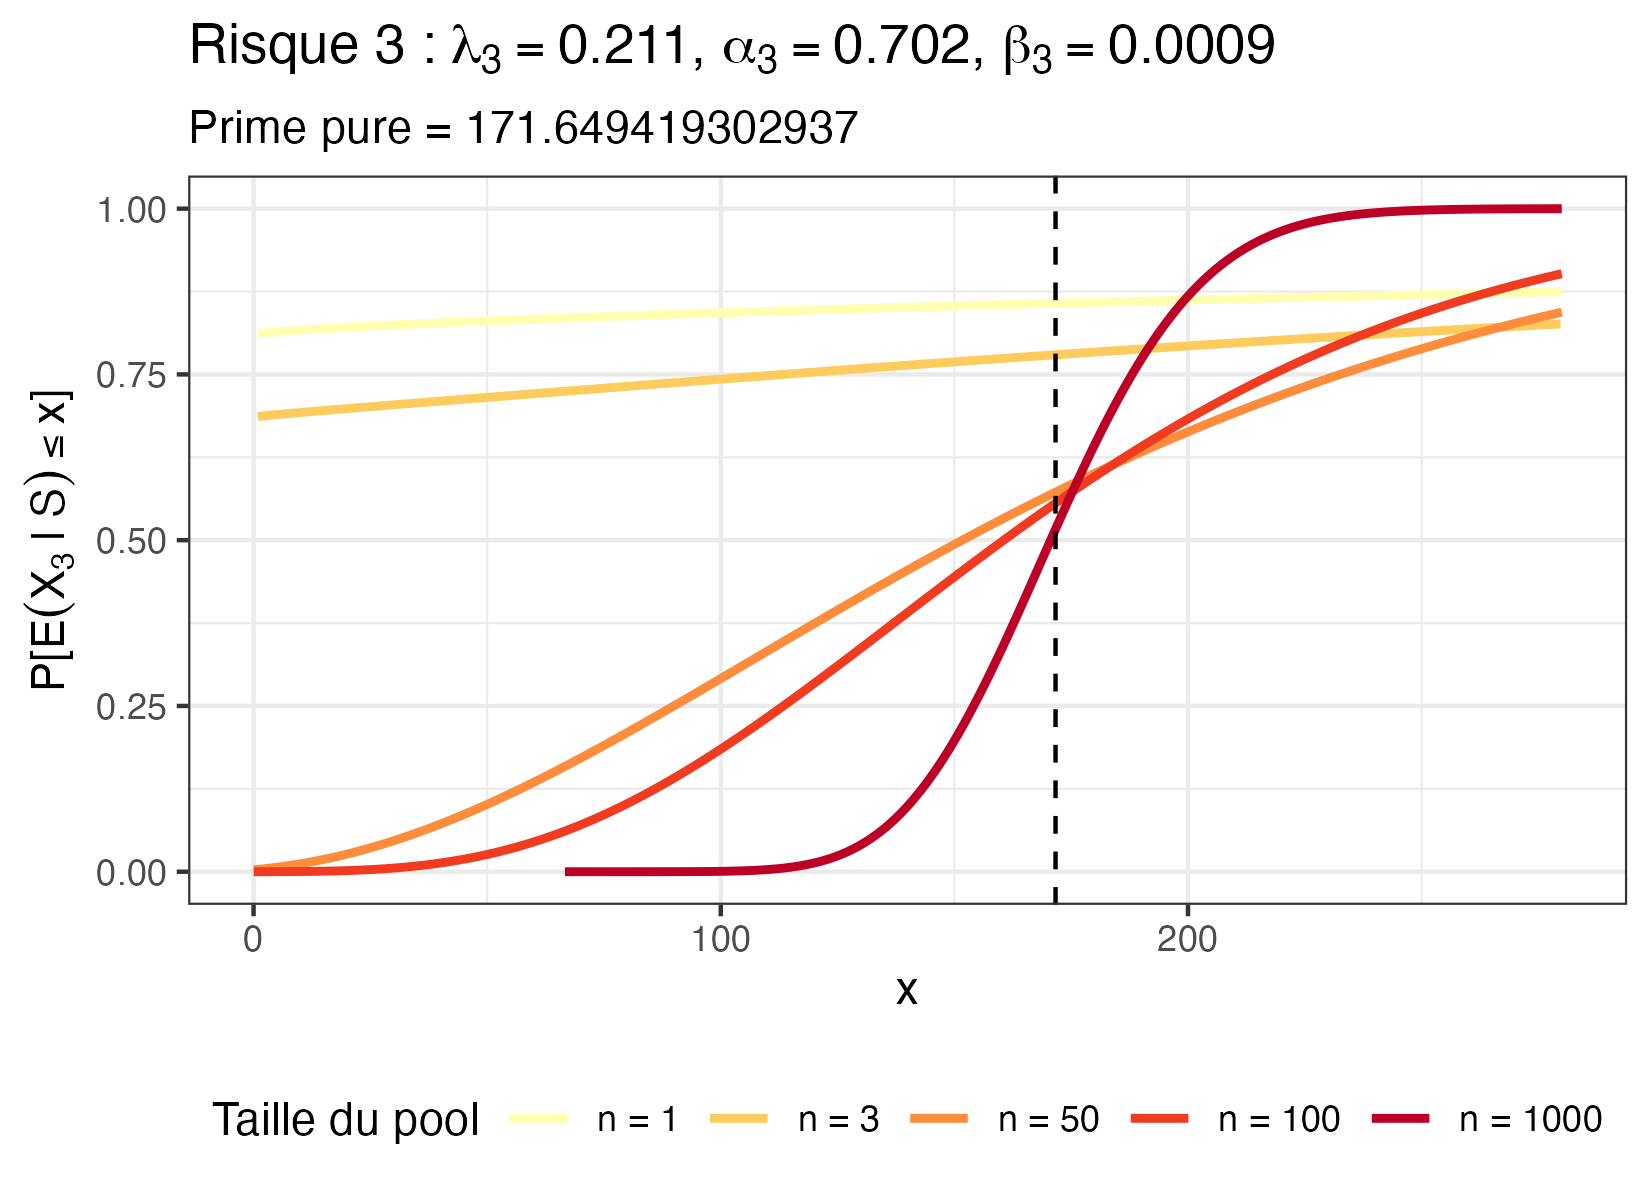 Risque 3 : λ₃ = 0.211, α₃ = 0.702, β₃ = 0.0009
Prime pure = 171.649419302937
1.00
0.75
0.50
0.25
0.00
P[E(X₃ | S) ≤ x]
0 100 200
x
Taille du pool n = 1 n = 3 n = 50 n = 100 n = 1000